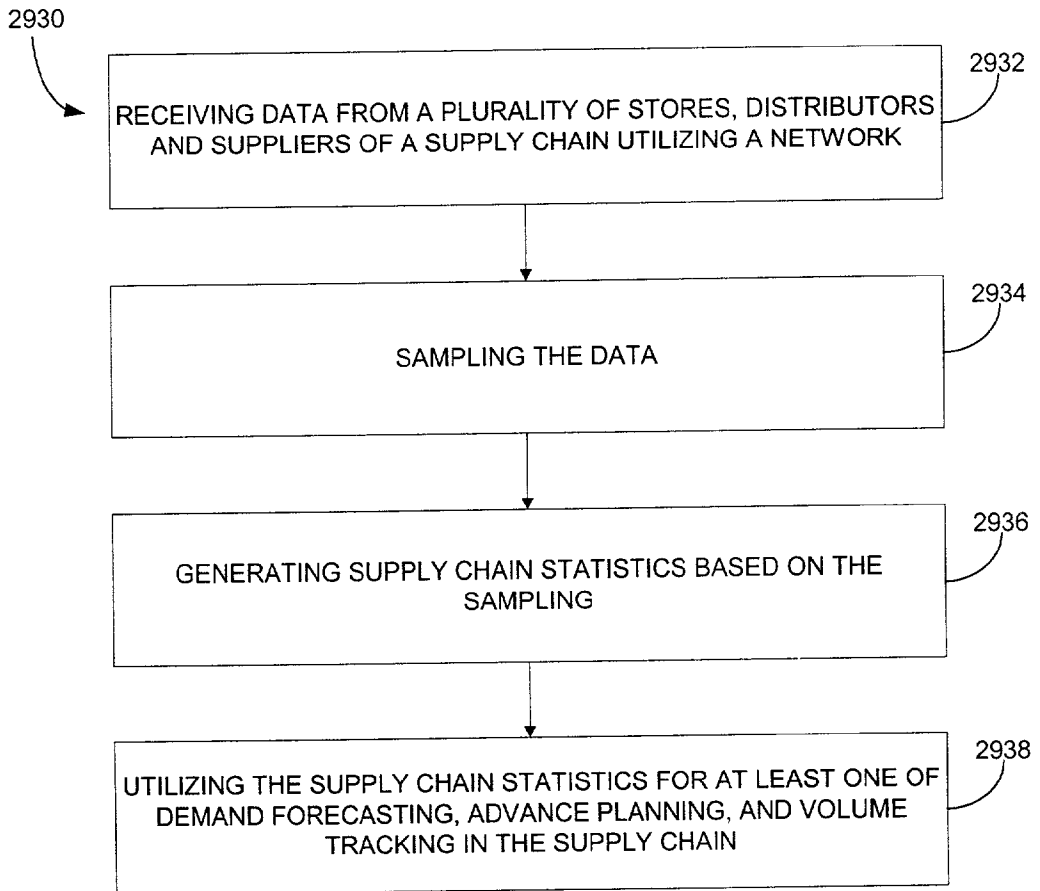 2930
2932
RECEIVING DATA FROM A PLURALITY OF STORES, DISTRIBUTORS
AND SUPPLIERS OF A SUPPLY CHAIN UTILIZING A NETWORK
2934
SAMPLING THE DATA
2936
GENERATING SUPPLY CHAIN STATISTICS BASED ON THE
SAMPLING
2938
UTILIZING THE SUPPLY CHAIN STATISTICS FOR AT LEAST ONE OF
DEMAND FORECASTING, ADVANCE PLANNING, AND VOLUME
TRACKING IN THE SUPPLY CHAIN